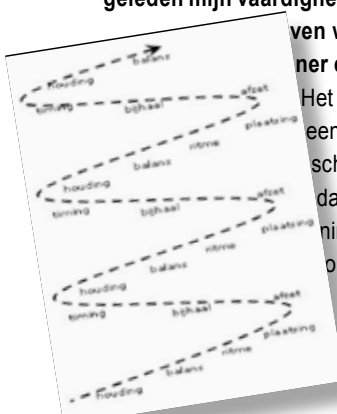 geleden mijn vaardighe
ven v
ner
Het
een
sch
da
ni
houding balans
timing bijhaal afzet
plaatsing
ritme
balans
houding
timing bijhaal afzet
plaatsing
ritme
balans
houding
timing bijhaal afzet
plaatsing
ritme
balans
houding